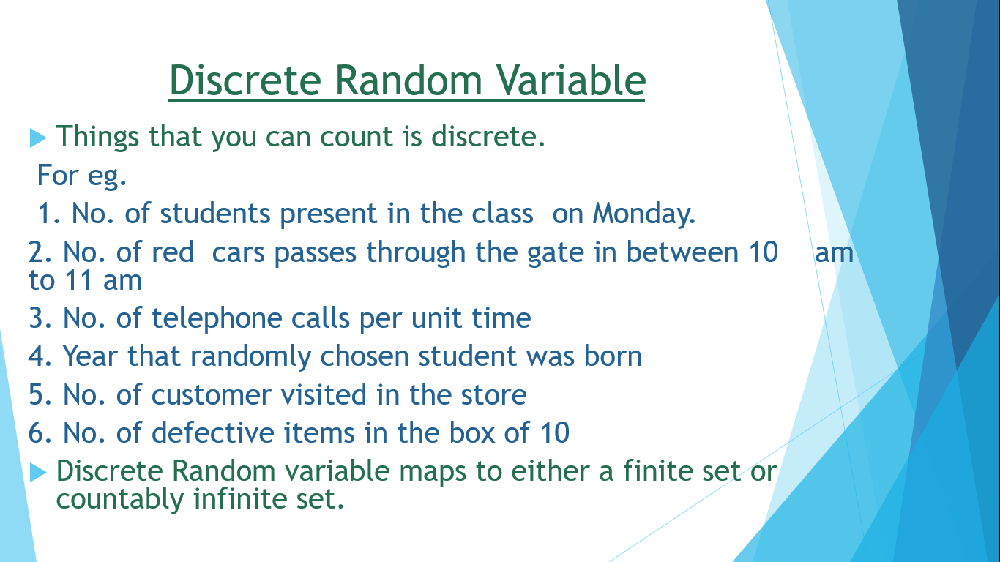 Discrete Random Variable
Things that you can count is discrete.
For eg.
1. No. of students present in the class on Monday.
2. No. of red cars passes through the gate in between 10 am
to 11 am
3. No. of telephone calls per unit time
4. Year that randomly chosen student was born
5. No. of customer visited in the store
6. No. of defective items in the box of 10
Discrete Random variable maps to either a finite set or
countably infinite set.